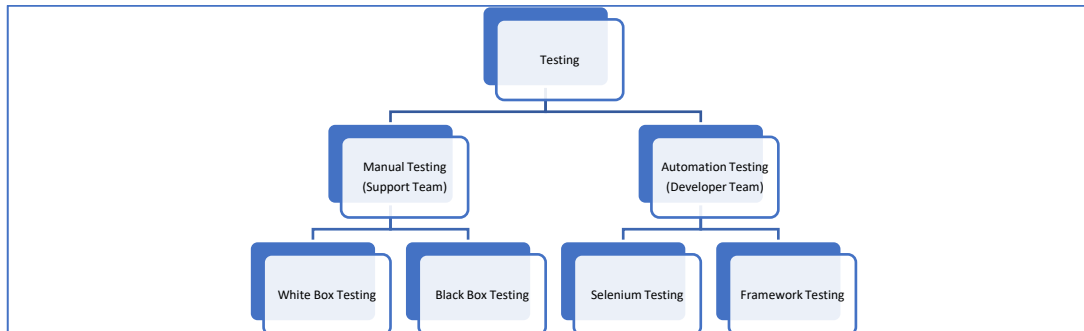 Testing
Manual Testing
(Support Team)
Automation Testing
(Developer Team)
White Box Testing
Black Box Testing
Selenium Testing
Framework Testing